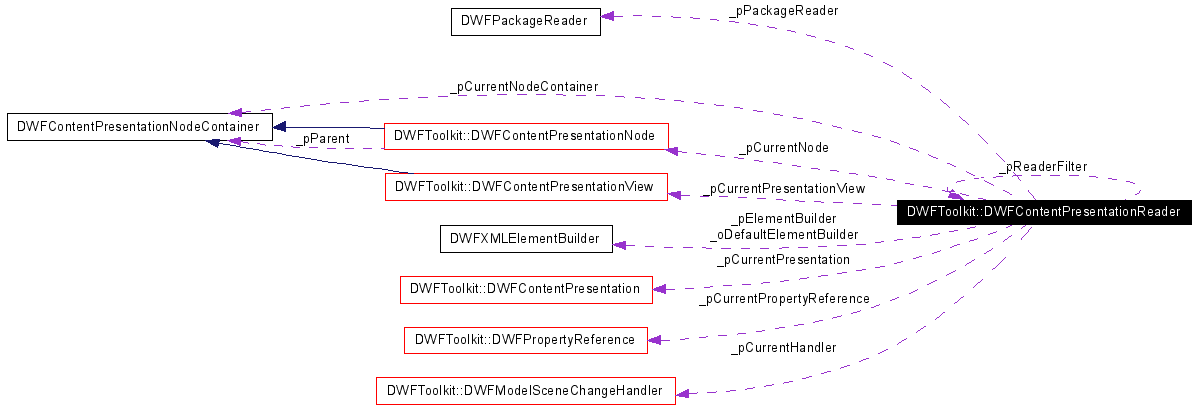 _pPackageReader
DWFPackageReader
_pCurrentNodeContainer
DWFContentPresentationNodeContainer
DWFToolkit::DWFContentPresentationNode
_pParent
_pCurrentNode
_pReaderFilter
DWFToolkit::DWFContentPresentationView
_pCurrentPresentationView
DWFToolkit::DWFContentPresentationReader
_pElementBuilder
_oDefaultElementBuilder
DWFXMLElementBuilder
_pCurrentPresentation
DWFToolkit::DWFContentPresentation
_pCurrentPropertyReference
DWFToolkit::DWFPropertyReference
_pCurrentHandler
DWFToolkit::DWFModelSceneChangeHandler